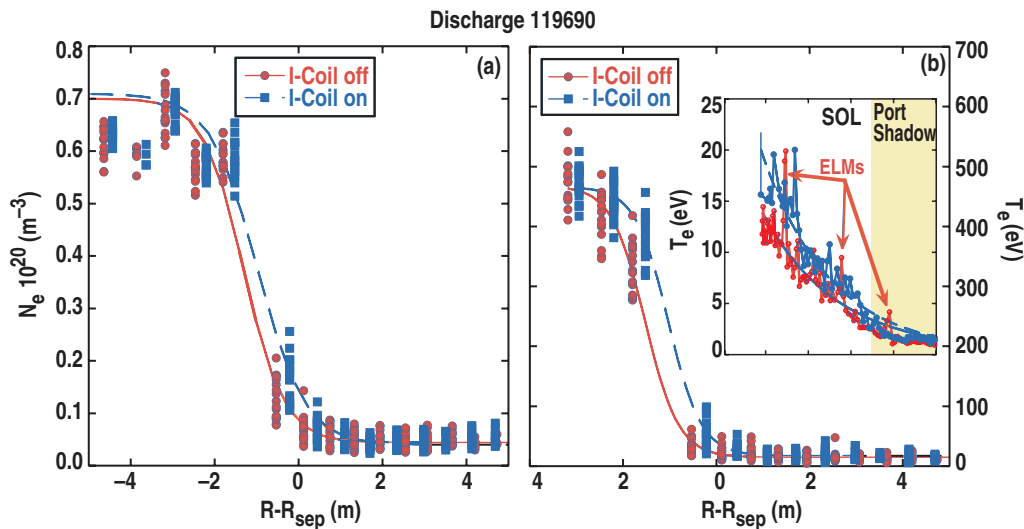 Discharge 119690
(a)
I-Coil off
I-Coil on
0.8
0.7
0.6
0.5
0.4
0.3
0.2
0.1
0.0
Nₑ 10²⁰ (m⁻³)
−4 −2 0 2 4
R-Rsep (m)
(b)
I-Coil off
I-Coil on
700
600
500
400
300
200
100
0
Tₑ (eV)
4 2 0 2 4
R-Rsep (m)
SOL
Port
Shadow
ELMs
25
20
15
10
5
0
Tₑ (eV)